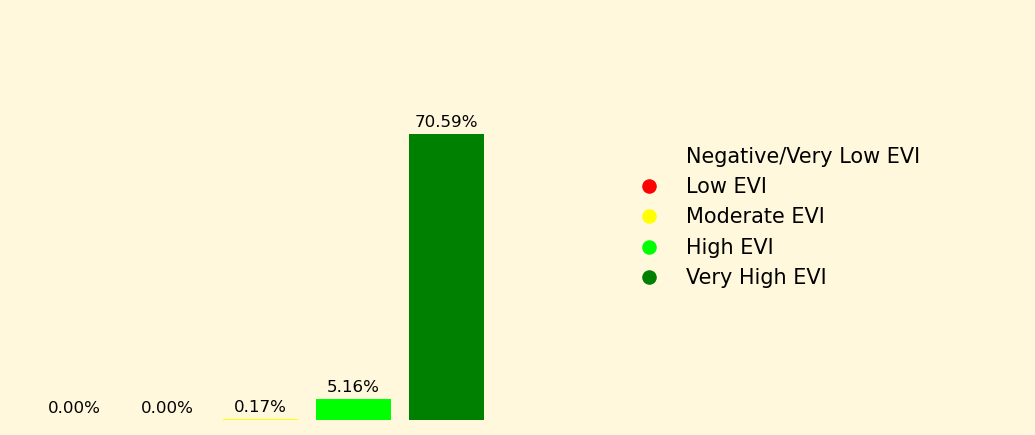 70.59%
5.16%
0.00%
0.00%
0.17%
Negative/Very Low EVI
Low EVI
Moderate EVI
High EVI
Very High EVI